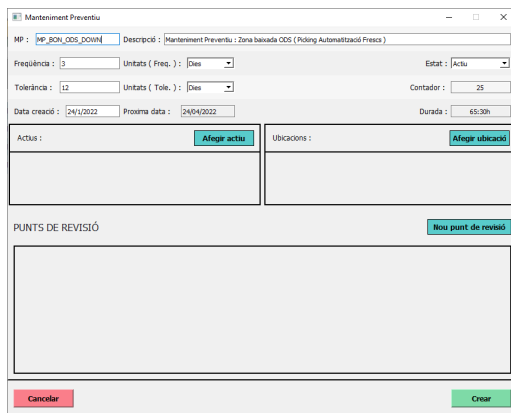 Manteniment Preventiu
MP : MP_BON_ODS_DOWN Descripció : Manteniment Preventiu : Zona baixada ODS ( Picking Automatització Frescs )
Freqüència : 3 Unitats ( Freq. ) : Dies Estat : Actiu
Tolerància : 12 Unitats ( Tole. ) : Dies Contador : 25
Data creació : 24/1/2022 Proxima data : 24/04/2022 Durada : 65:30h
Actius : Afegir actiu Ubicacions : Afegir ubicació
PUNTS DE REVISIÓ Nou punt de revisió
Cancelar Crear